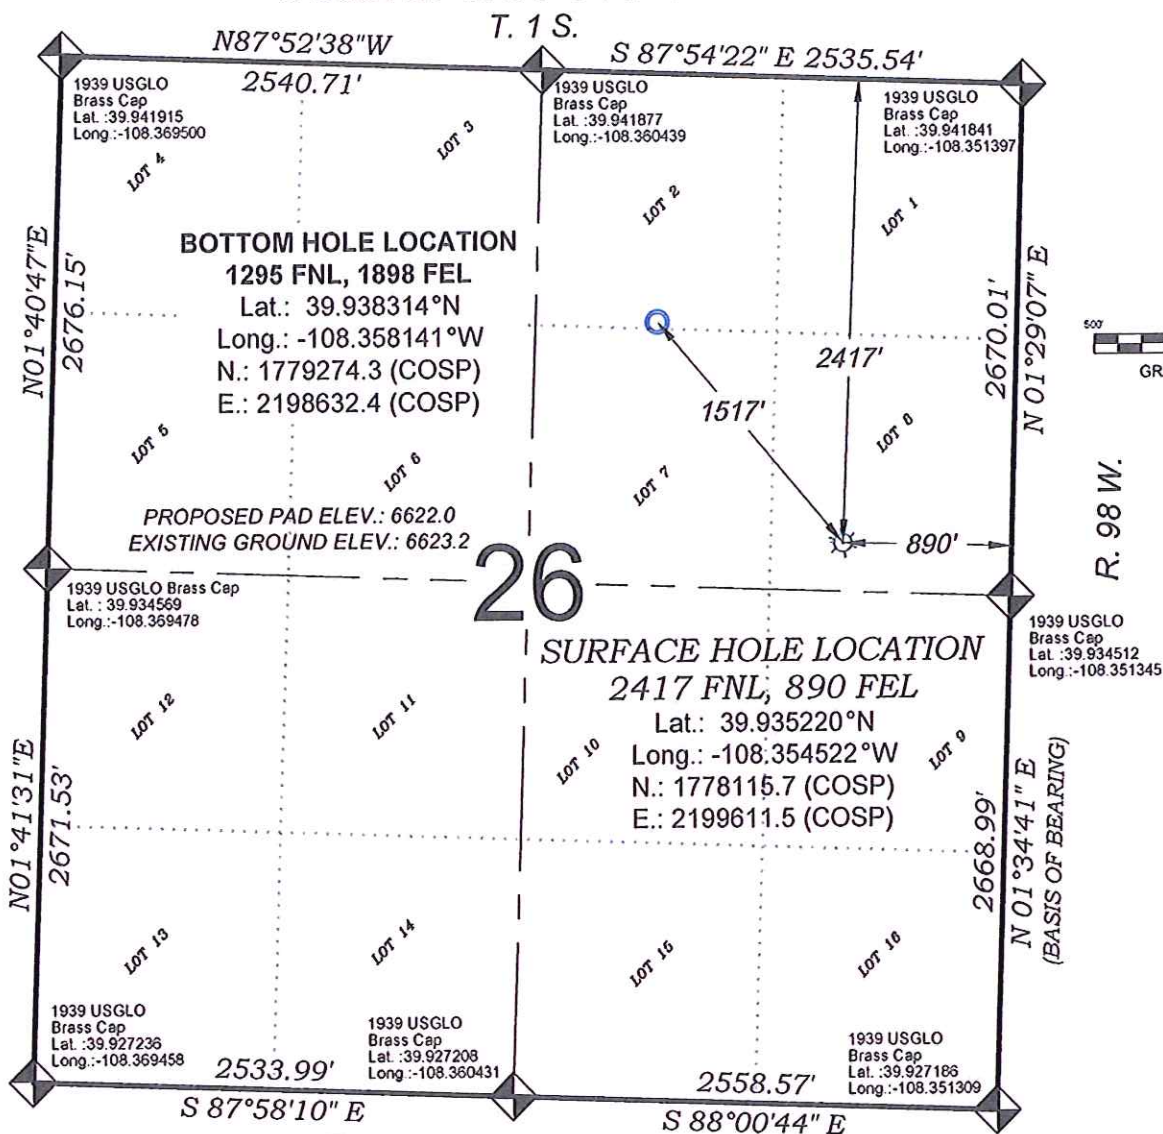 T. 1 S.
N87°52'38"W
2540.71'
S 87°54'22" E 2535.54'
1939 USGLO
Brass Cap
Lat. :39.941915
Long.:-108.369500
1939 USGLO
Brass Cap
Lat. :39.941877
Long.:-108.360439
1939 USGLO
Brass Cap
Lat. :39.941841
Long.:-108.351397
LOT 4
LOT 3
LOT 2
LOT 1
BOTTOM HOLE LOCATION
1295 FNL, 1898 FEL
Lat.: 39.938314°N
Long.: -108.358141°W
N.: 1779274.3 (COSP)
E.: 2198632.4 (COSP)
N01°40'47"E
2676.15'
2670.01'
N 01°29'07" E
500'
GR
2417'
1517'
LOT 5
LOT 6
LOT 7
LOT 8
R. 98 W.
PROPOSED PAD ELEV.: 6622.0
EXISTING GROUND ELEV.: 6623.2
890'
26
1939 USGLO Brass Cap
Lat. : 39.934569
Long.:-108.369478
1939 USGLO
Brass Cap
Lat. :39.934512
Long.:-108.351345
SURFACE HOLE LOCATION
2417 FNL, 890 FEL
Lat.: 39.935220°N
Long.: -108.354522°W
N.: 1778115.7 (COSP)
E.: 2199611.5 (COSP)
LOT 12
LOT 11
LOT 10
LOT 9
N01°41'31"E
2671.53'
2668.99'
N 01°34'41" E
(BASIS OF BEARING)
LOT 13
LOT 14
LOT 15
LOT 16
1939 USGLO
Brass Cap
Lat. :39.927236
Long.:-108.369458
1939 USGLO
Brass Cap
Lat. :39.927208
Long.:-108.360431
1939 USGLO
Brass Cap
Lat. :39.927186
Long.:-108.351309
2533.99'
S 87°58'10" E
2558.57'
S 88°00'44" E